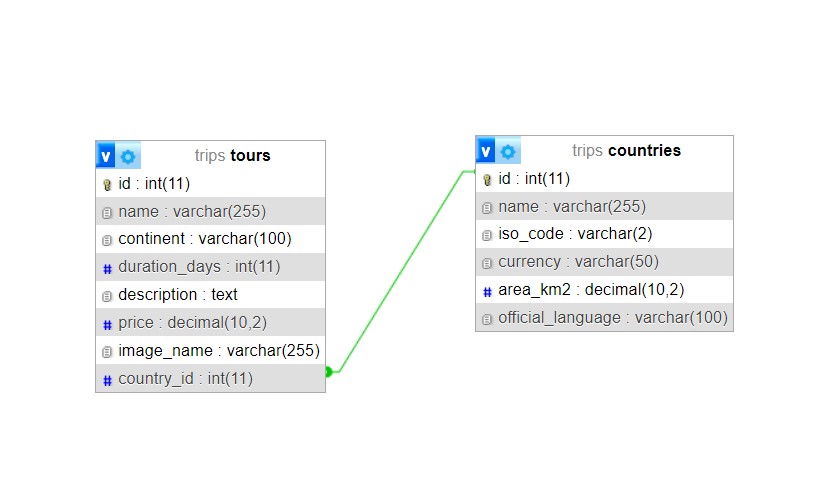 v trips tours
id : int(11)
name : varchar(255)
continent : varchar(100)
# duration_days : int(11)
description : text
# price : decimal(10,2)
image_name : varchar(255)
# country_id : int(11)
v trips countries
id : int(11)
name : varchar(255)
iso_code : varchar(2)
currency : varchar(50)
# area_km2 : decimal(10,2)
official_language : varchar(100)